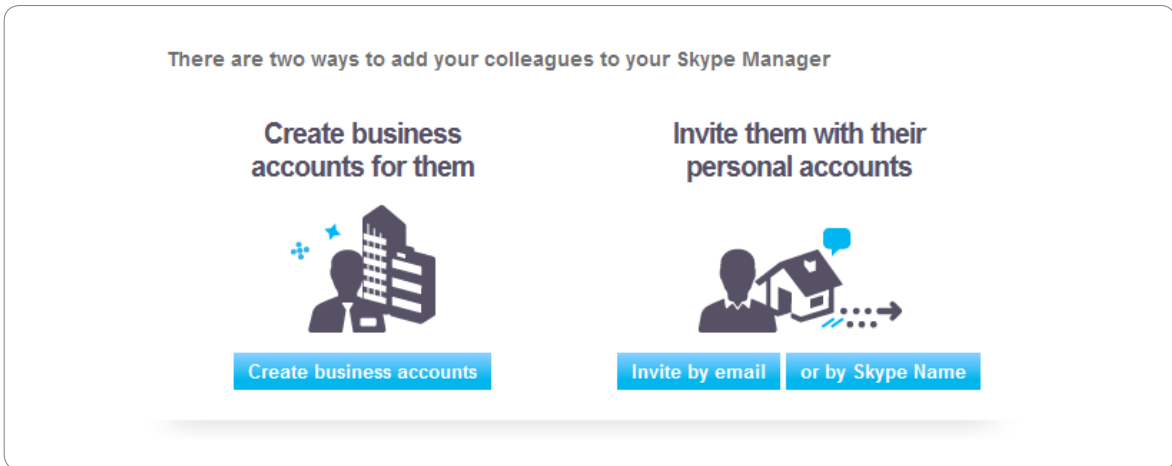 There are two ways to add your colleagues to your Skype Manager
Create business
accounts for them
Invite them with their
personal accounts
Create business accounts
Invite by email
or by Skype Name